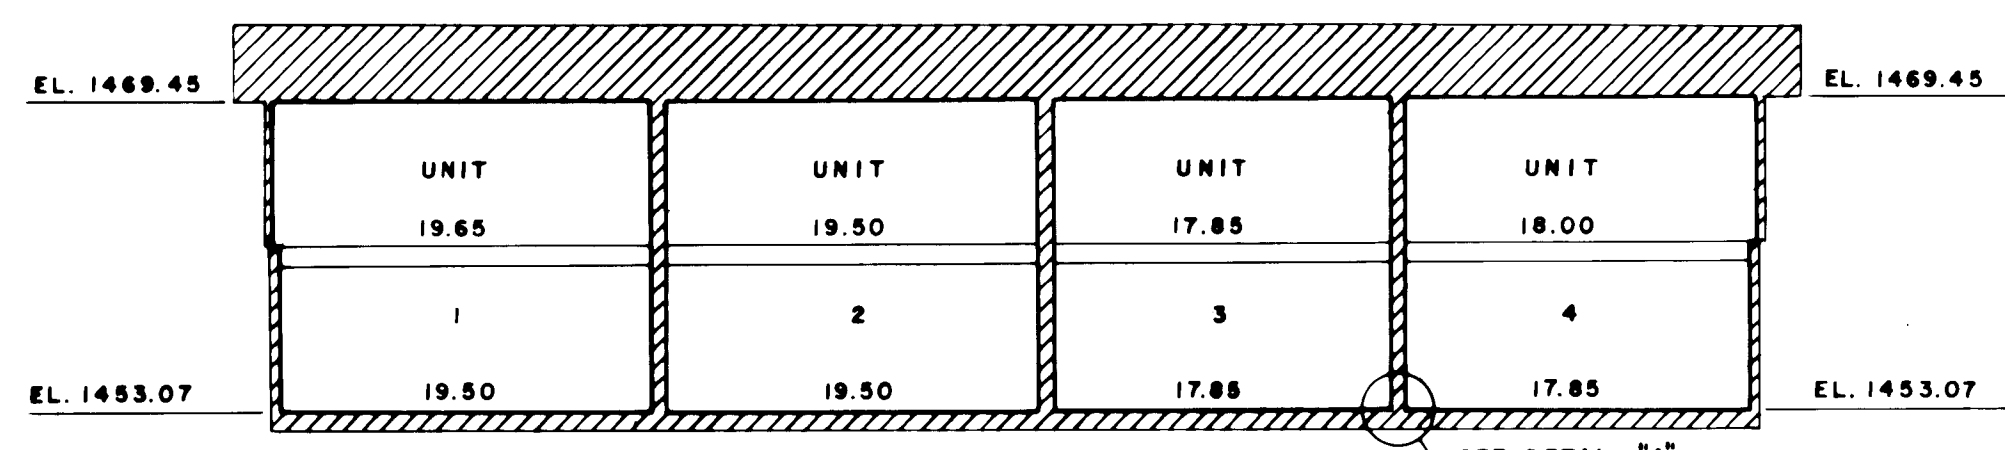 EL. 1469.45 EL. 1469.45
UNIT UNIT UNIT UNIT
19.65 19.50 17.85 18.00
1 2 3 4
19.50 19.50 17.85 17.85
EL. 1453.07 EL. 1453.07